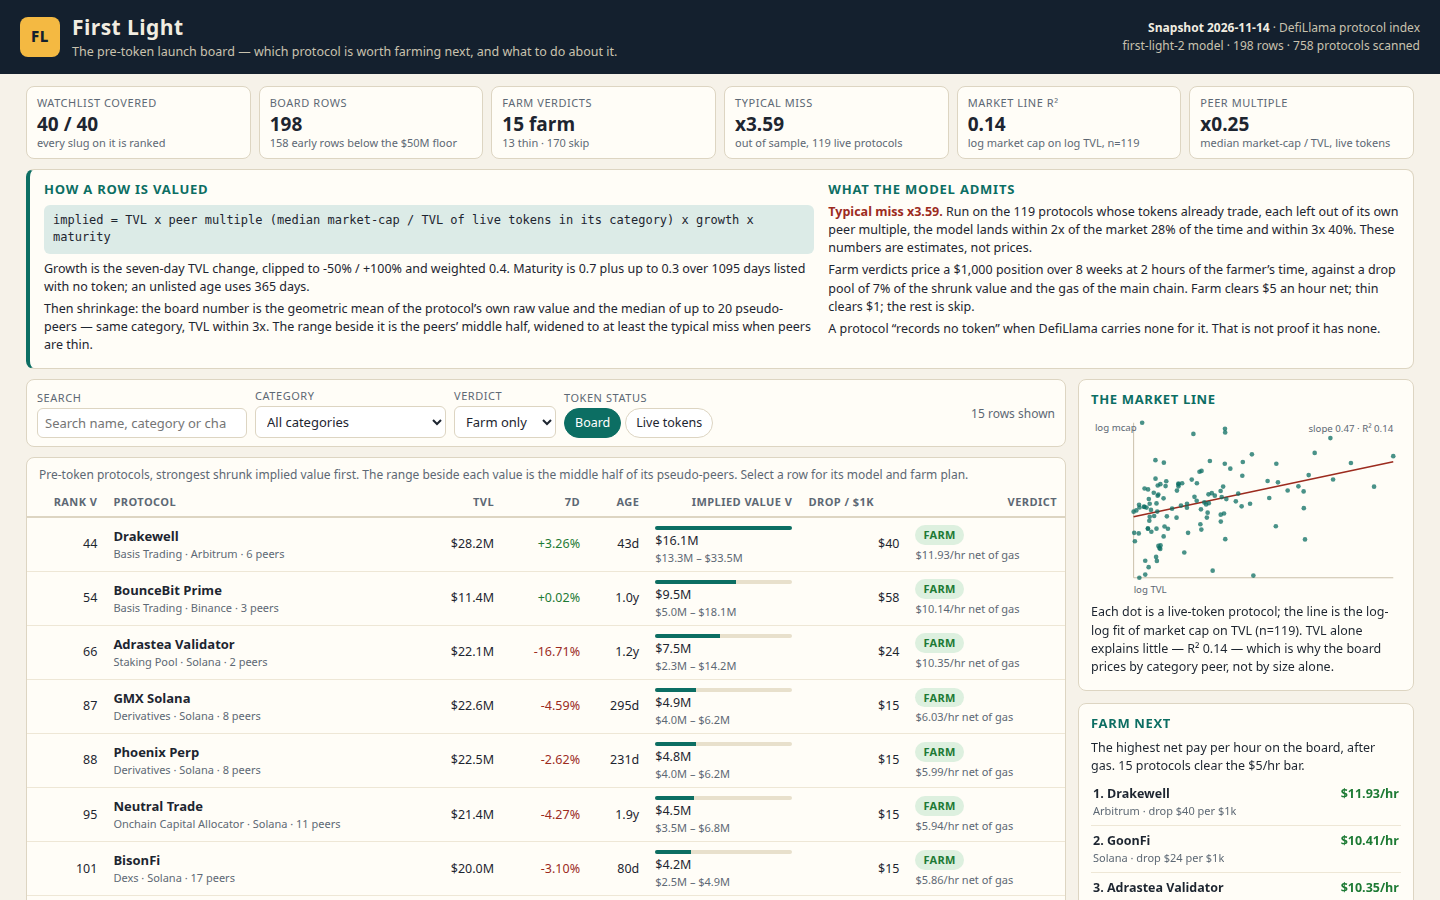 FL
First Light
The pre-token launch board — which protocol is worth farming next, and what to do about it.
Snapshot 2026-11-14 · DefiLlama protocol index
first-light-2 model · 198 rows · 758 protocols scanned
WATCHLIST COVERED
40 / 40
every slug on it is ranked
BOARD ROWS
198
158 early rows below the $50M floor
FARM VERDICTS
15 farm
13 thin · 170 skip
TYPICAL MISS
x3.59
out of sample, 119 live protocols
MARKET LINE R²
0.14
log market cap on log TVL, n=119
PEER MULTIPLE
x0.25
median market-cap / TVL, live tokens
HOW A ROW IS VALUED
implied = TVL x peer multiple (median market-cap / TVL of live tokens in its category) x growth x
maturity
Growth is the seven-day TVL change, clipped to -50% / +100% and weighted 0.4. Maturity is 0.7 plus up to 0.3 over 1095 days listed
with no token; an unlisted age uses 365 days.
Then shrinkage: the board number is the geometric mean of the protocol's own raw value and the median of up to 20 pseudo-
peers — same category, TVL within 3x. The range beside it is the peers' middle half, widened to at least the typical miss when peers
are thin.
WHAT THE MODEL ADMITS
Typical miss x3.59. Run on the 119 protocols whose tokens already trade, each left out of its own
peer multiple, the model lands within 2x of the market 28% of the time and within 3x 40%. These
numbers are estimates, not prices.
Farm verdicts price a $1,000 position over 8 weeks at 2 hours of the farmer's time, against a drop
pool of 7% of the shrunk value and the gas of the main chain. Farm clears $5 an hour net; thin
clears $1; the rest is skip.
A protocol “records no token” when DefiLlama carries none for it. That is not proof it has none.
SEARCH
Search name, category or cha
CATEGORY
All categories
VERDICT
Farm only
TOKEN STATUS
Board
Live tokens
15 rows shown
Pre-token protocols, strongest shrunk implied value first. The range beside each value is the middle half of its pseudo-peers. Select a row for its model and farm plan.
RANK V PROTOCOL TVL 7D AGE IMPLIED VALUE V DROP / $1K VERDICT
44 Drakewell $28.2M +3.26% 43d $16.1M $40 FARM
Basis Trading · Arbitrum · 6 peers $13.3M – $33.5M $11.93/hr net of gas
54 BounceBit Prime $11.4M +0.02% 1.0y $9.5M $58 FARM
Basis Trading · Binance · 3 peers $5.0M – $18.1M $10.14/hr net of gas
66 Adrastea Validator $22.1M -16.71% 1.2y $7.5M $24 FARM
Staking Pool · Solana · 2 peers $2.3M – $14.2M $10.35/hr net of gas
87 GMX Solana $22.6M -4.59% 295d $4.9M $15 FARM
Derivatives · Solana · 8 peers $4.0M – $6.2M $6.03/hr net of gas
88 Phoenix Perp $22.5M -2.62% 231d $4.8M $15 FARM
Derivatives · Solana · 8 peers $4.0M – $6.2M $5.99/hr net of gas
95 Neutral Trade $21.4M -4.27% 1.9y $4.5M $15 FARM
Onchain Capital Allocator · Solana · 11 peers $3.5M – $6.8M $5.94/hr net of gas
101 BisonFi $20.0M -3.10% 80d $4.2M $15 FARM
Dexs · Solana · 17 peers $2.5M – $4.9M $5.86/hr net of gas
THE MARKET LINE
log mcap
slope 0.47 · R² 0.14
log TVL
Each dot is a live-token protocol; the line is the log-
log fit of market cap on TVL (n=119). TVL alone
explains little — R² 0.14 — which is why the board
prices by category peer, not by size alone.
FARM NEXT
The highest net pay per hour on the board, after
gas. 15 protocols clear the $5/hr bar.
1. Drakewell $11.93/hr
Arbitrum · drop $40 per $1k
2. GoonFi $10.41/hr
Solana · drop $24 per $1k
3. Adrastea Validator $10.35/hr